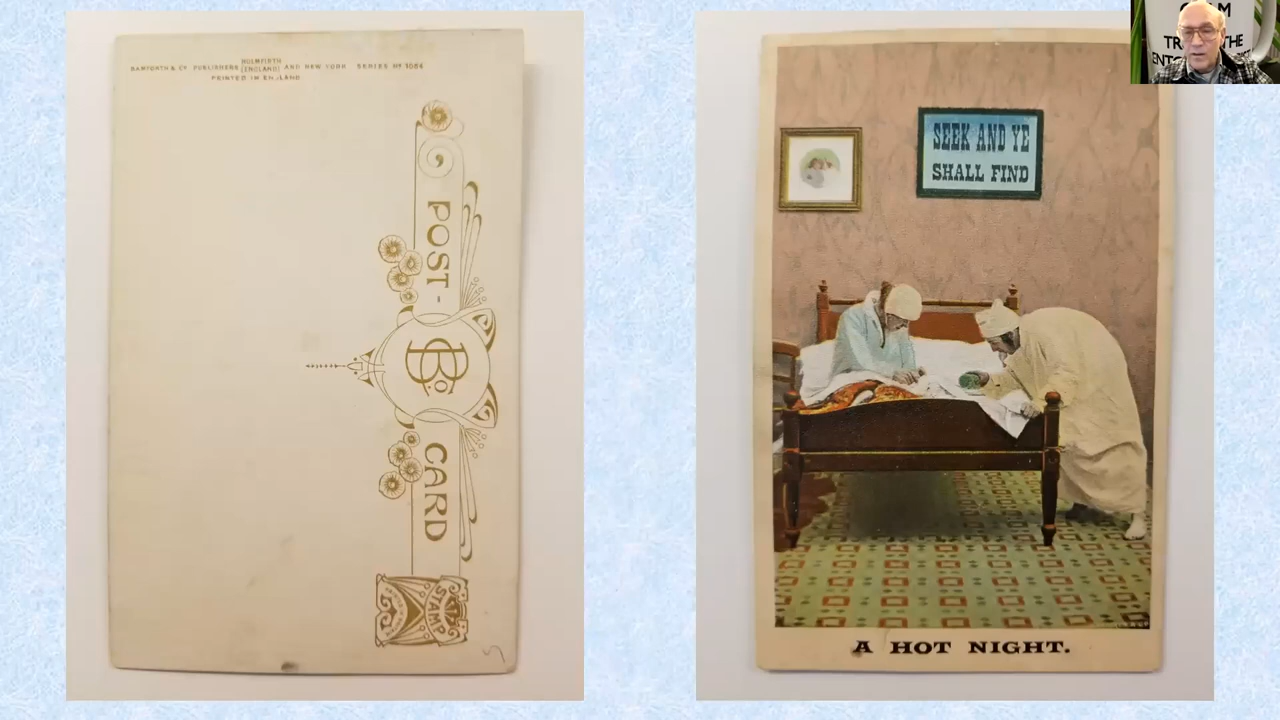 BAMFORTH & Co PUBLISHERS HOLMFIRTH (ENGLAND) AND NEW YORK SERIES No 1084
PRINTED IN ENGLAND
POST-
B Co
CARD
STAMP
SEEK AND YE
SHALL FIND
A HOT NIGHT.
THE